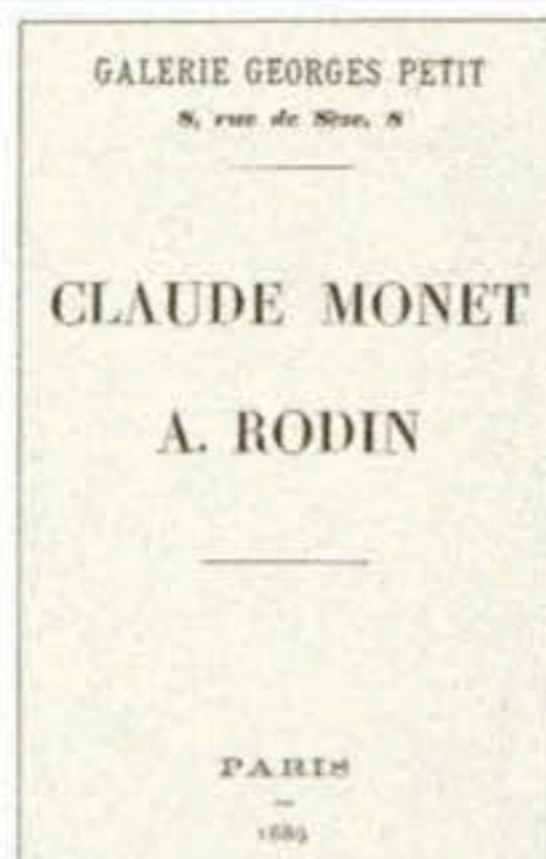 GALERIE GEORGES PETIT
8, rue de Sèze, 8
CLAUDE MONET
A. RODIN
PARIS
1889